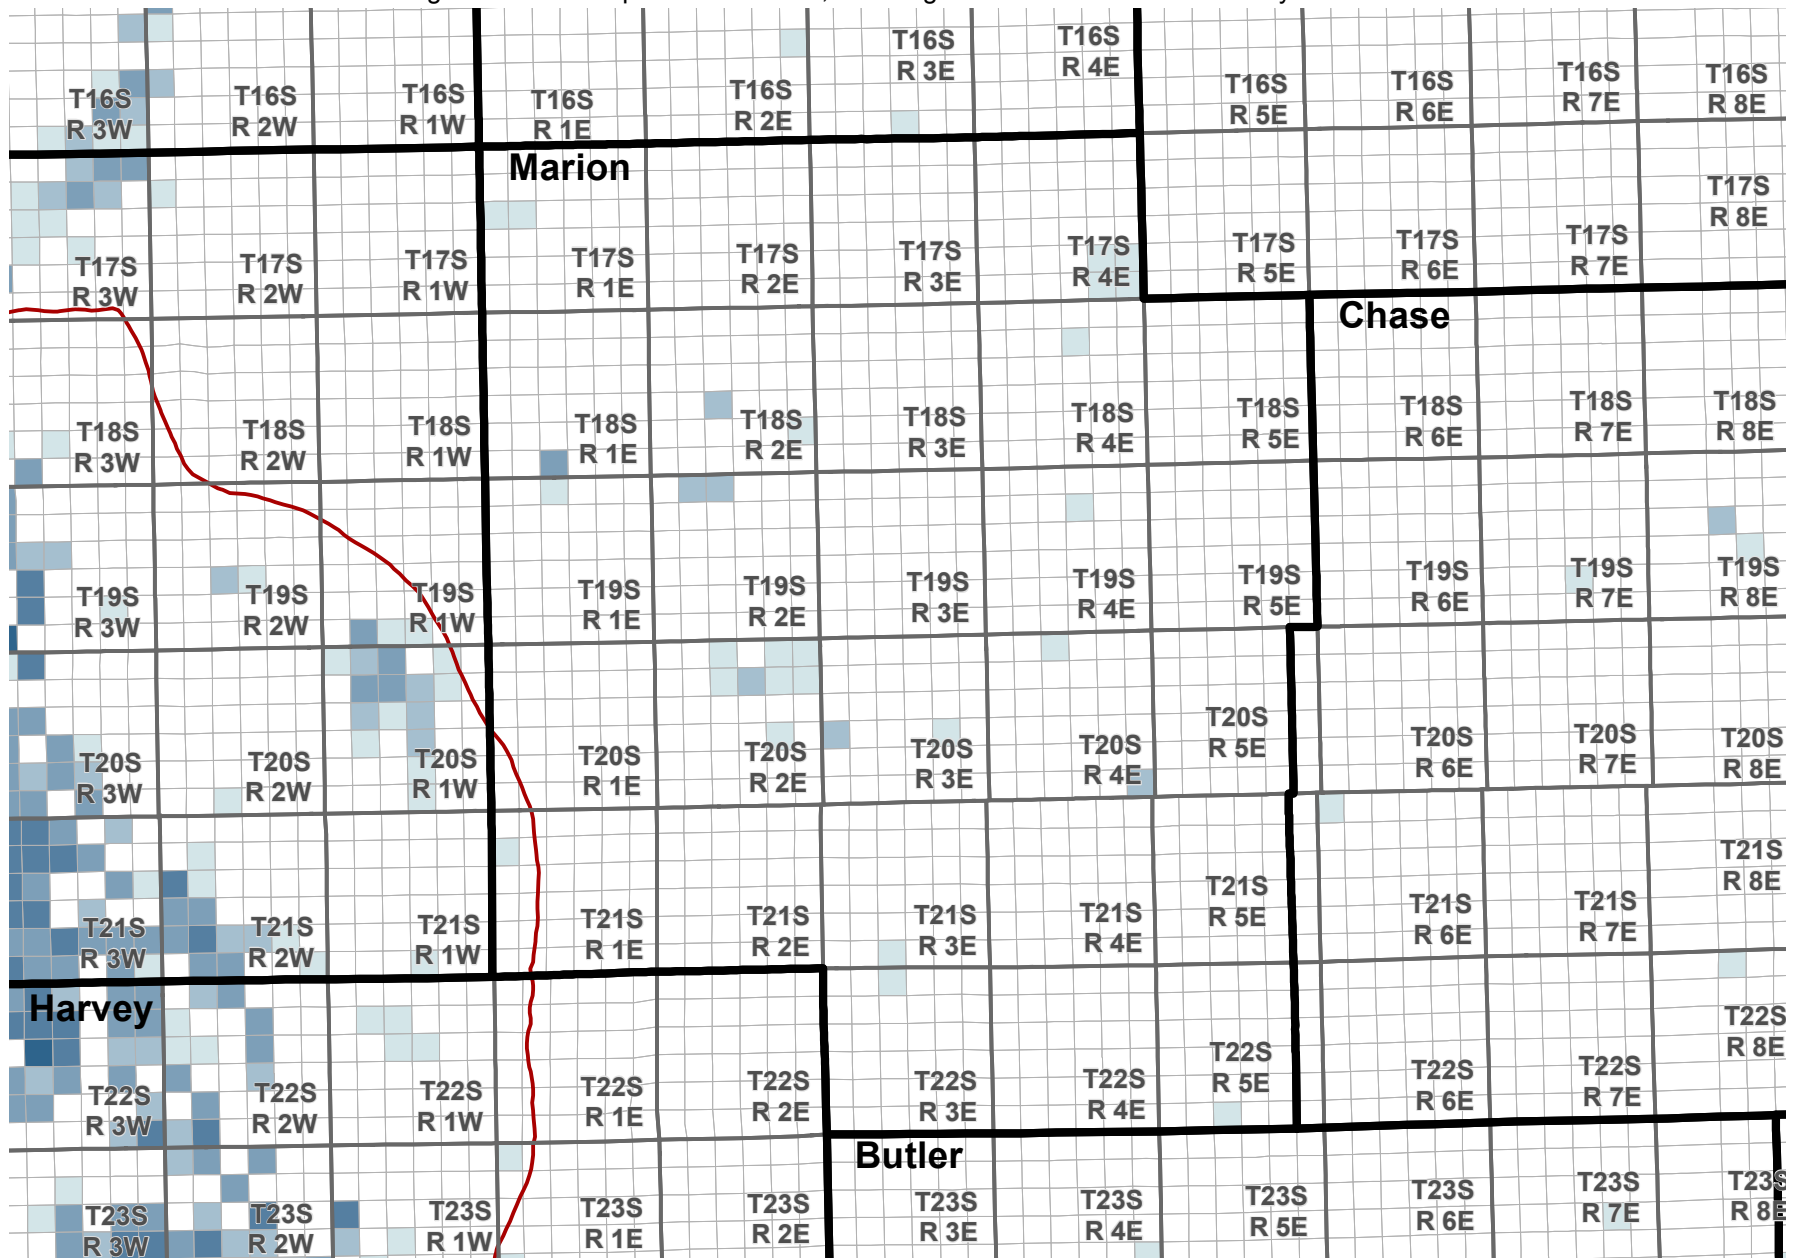 T16S
R 3W
T16S
R 2W
T16S
R 1W
T16S
R 1E
T16S
R 2E
T16S
R 3E
T16S
R 4E
T16S
R 5E
T16S
R 6E
T16S
R 7E
T16S
R 8E
Marion
T17S
R 3W
T17S
R 2W
T17S
R 1W
T17S
R 1E
T17S
R 2E
T17S
R 3E
T17S
R 4E
T17S
R 5E
T17S
R 6E
T17S
R 7E
T17S
R 8E
Chase
T18S
R 3W
T18S
R 2W
T18S
R 1W
T18S
R 1E
T18S
R 2E
T18S
R 3E
T18S
R 4E
T18S
R 5E
T18S
R 6E
T18S
R 7E
T18S
R 8E
T19S
R 3W
T19S
R 2W
T19S
R 1W
T19S
R 1E
T19S
R 2E
T19S
R 3E
T19S
R 4E
T19S
R 5E
T19S
R 6E
T19S
R 7E
T19S
R 8E
T20S
R 3W
T20S
R 2W
T20S
R 1W
T20S
R 1E
T20S
R 2E
T20S
R 3E
T20S
R 4E
T20S
R 5E
T20S
R 6E
T20S
R 7E
T20S
R 8E
T21S
R 3W
T21S
R 2W
T21S
R 1W
T21S
R 1E
T21S
R 2E
T21S
R 3E
T21S
R 4E
T21S
R 5E
T21S
R 6E
T21S
R 7E
T21S
R 8E
Harvey
T22S
R 3W
T22S
R 2W
T22S
R 1W
T22S
R 1E
T22S
R 2E
T22S
R 3E
T22S
R 4E
T22S
R 5E
T22S
R 6E
T22S
R 7E
T22S
R 8E
Butler
T23S
R 3W
T23S
R 2W
T23S
R 1W
T23S
R 1E
T23S
R 2E
T23S
R 3E
T23S
R 4E
T23S
R 5E
T23S
R 6E
T23S
R 7E
T23S
R 8E